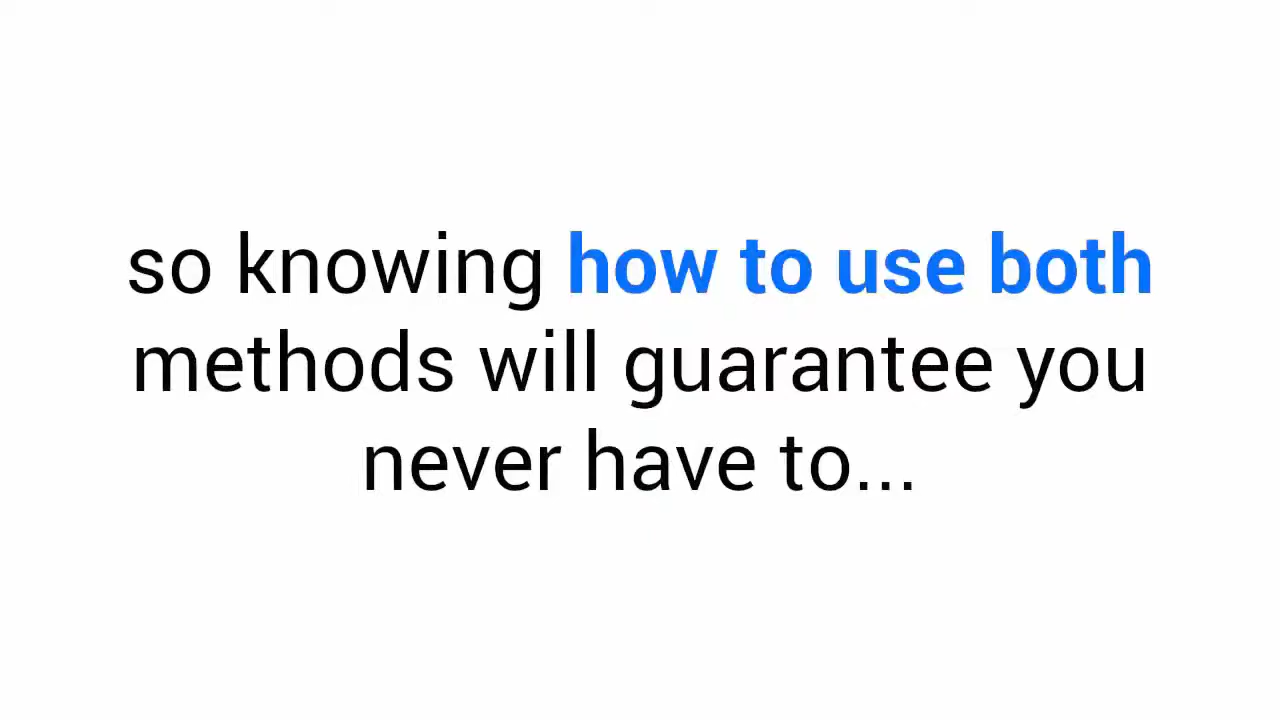 so knowing how to use both
methods will guarantee you
never have to...